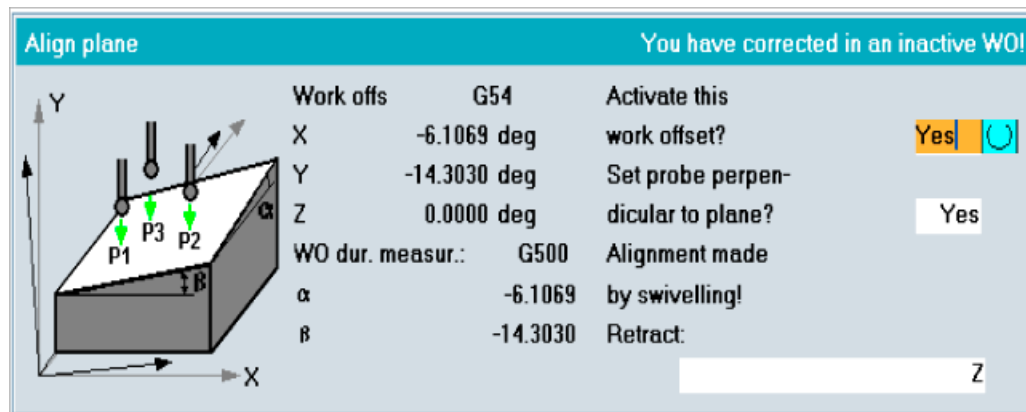 Align plane You have corrected in an inactive WO!
Y
X
α
β
P1 P3 P2
Work offs G54
X -6.1069 deg
Y -14.3030 deg
Z 0.0000 deg
WO dur. measur.: G500
α -6.1069
β -14.3030
Activate this
work offset? Yes
Set probe perpen-
dicular to plane? Yes
Alignment made
by swivelling!
Retract:
Z